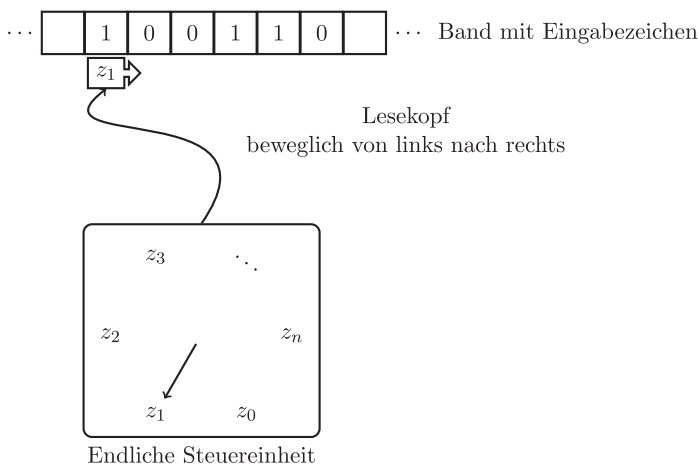 ··· 1 0 0 1 1 0 ··· Band mit Eingabezeichen
z₁
Lesekopf
beweglich von links nach rechts
z₃ ⋱
z₂ zₙ
z₁ z₀
Endliche Steuereinheit